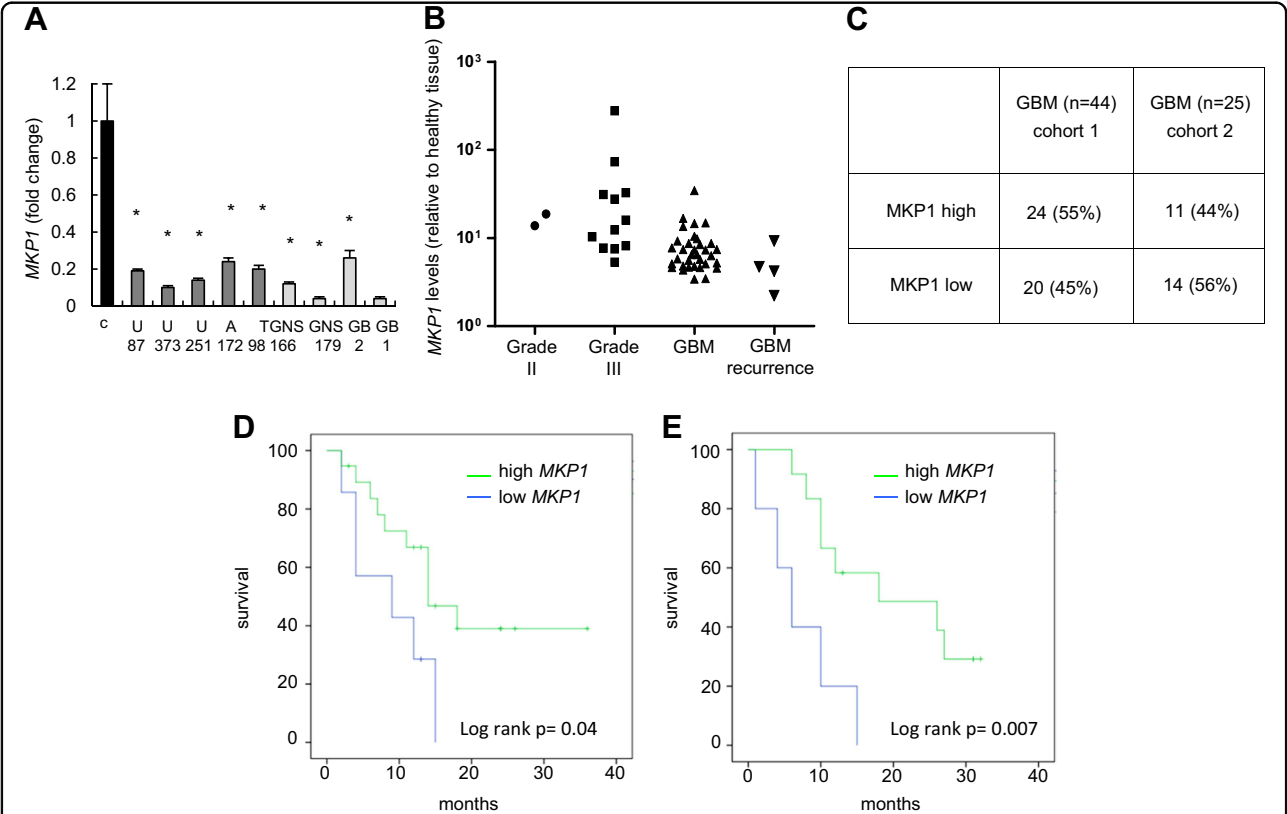 A
MKP1 (fold change)
1.2
1
0.8
0.6
0.4
0.2
0
* * * * * * * *
c U U U A TGNS GNS GB GB
87 373 251 172 98 166 179 2 1
B
MKP1 levels (relative to healthy tissue)
10³
10²
10¹
10⁰
Grade Grade GBM GBM
II III recurrence
C
GBM (n=44) GBM (n=25)
cohort 1 cohort 2
MKP1 high 24 (55%) 11 (44%)
MKP1 low 20 (45%) 14 (56%)
D
survival
100
80
60
40
20
0
high MKP1
low MKP1
Log rank p= 0.04
0 10 20 30 40
months
E
survival
100
80
60
40
20
0
high MKP1
low MKP1
Log rank p= 0.007
0 10 20 30 40
months